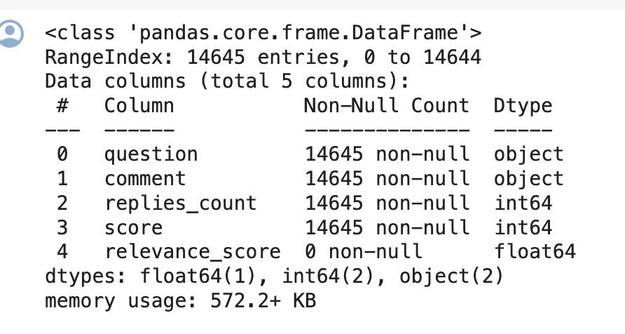 <class 'pandas.core.frame.DataFrame'>
RangeIndex: 14645 entries, 0 to 14644
Data columns (total 5 columns):
 #   Column           Non-Null Count  Dtype
---  ------           --------------  -----
 0   question         14645 non-null  object
 1   comment          14645 non-null  object
 2   replies_count    14645 non-null  int64
 3   score            14645 non-null  int64
 4   relevance_score  0 non-null      float64
dtypes: float64(1), int64(2), object(2)
memory usage: 572.2+ KB